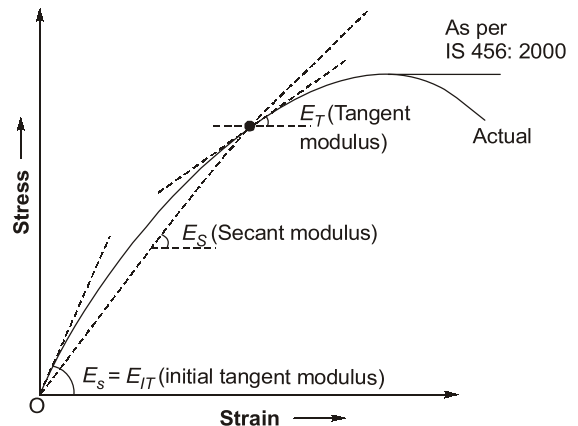 As per
IS 456: 2000
E_T (Tangent
modulus)
Actual
Stress
E_S (Secant modulus)
E_s = E_IT (initial tangent modulus)
O
Strain